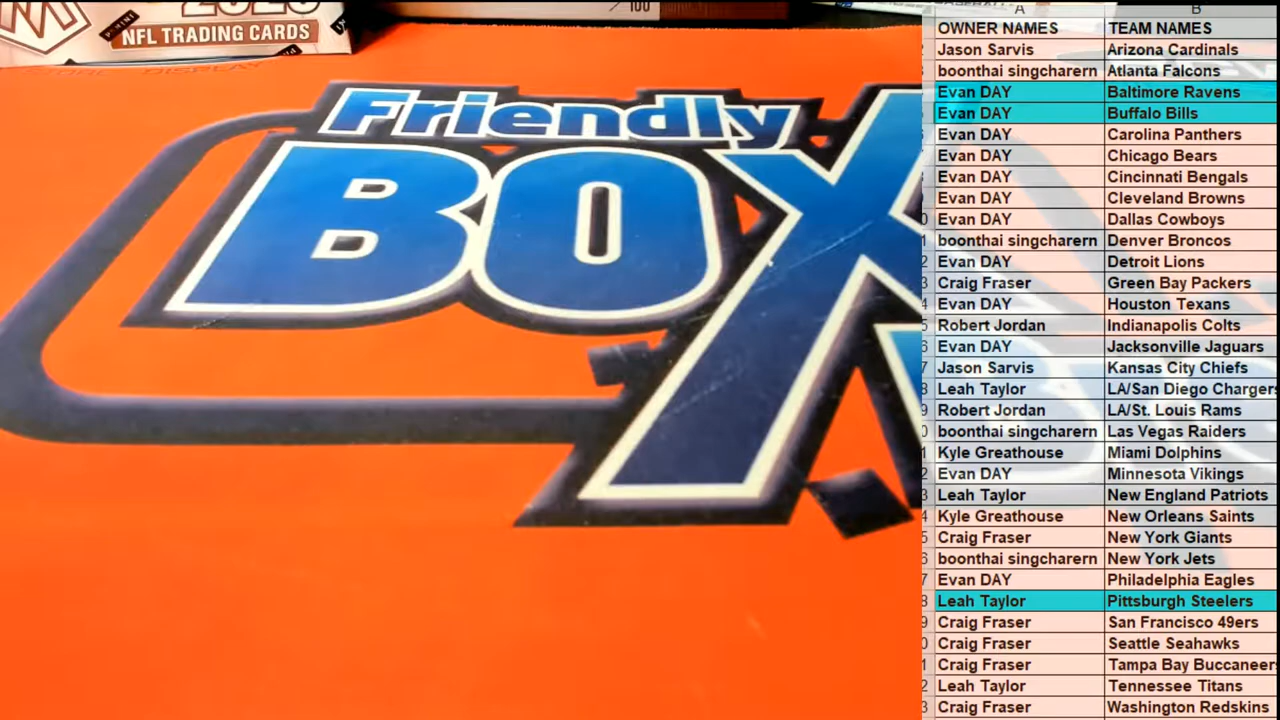 2020
PANINI
NFL TRADING CARDS
/100
Friendly
BOX
A B
OWNER NAMES TEAM NAMES
Jason Sarvis Arizona Cardinals
boonthai singcharern Atlanta Falcons
Evan DAY Baltimore Ravens
Evan DAY Buffalo Bills
Evan DAY Carolina Panthers
Evan DAY Chicago Bears
Evan DAY Cincinnati Bengals
Evan DAY Cleveland Browns
Evan DAY Dallas Cowboys
boonthai singcharern Denver Broncos
Evan DAY Detroit Lions
Craig Fraser Green Bay Packers
Evan DAY Houston Texans
Robert Jordan Indianapolis Colts
Evan DAY Jacksonville Jaguars
Jason Sarvis Kansas City Chiefs
Leah Taylor LA/San Diego Chargers
Robert Jordan LA/St. Louis Rams
boonthai singcharern Las Vegas Raiders
Kyle Greathouse Miami Dolphins
Evan DAY Minnesota Vikings
Leah Taylor New England Patriots
Kyle Greathouse New Orleans Saints
Craig Fraser New York Giants
boonthai singcharern New York Jets
Evan DAY Philadelphia Eagles
Leah Taylor Pittsburgh Steelers
Craig Fraser San Francisco 49ers
Craig Fraser Seattle Seahawks
Craig Fraser Tampa Bay Buccaneers
Leah Taylor Tennessee Titans
Craig Fraser Washington Redskins